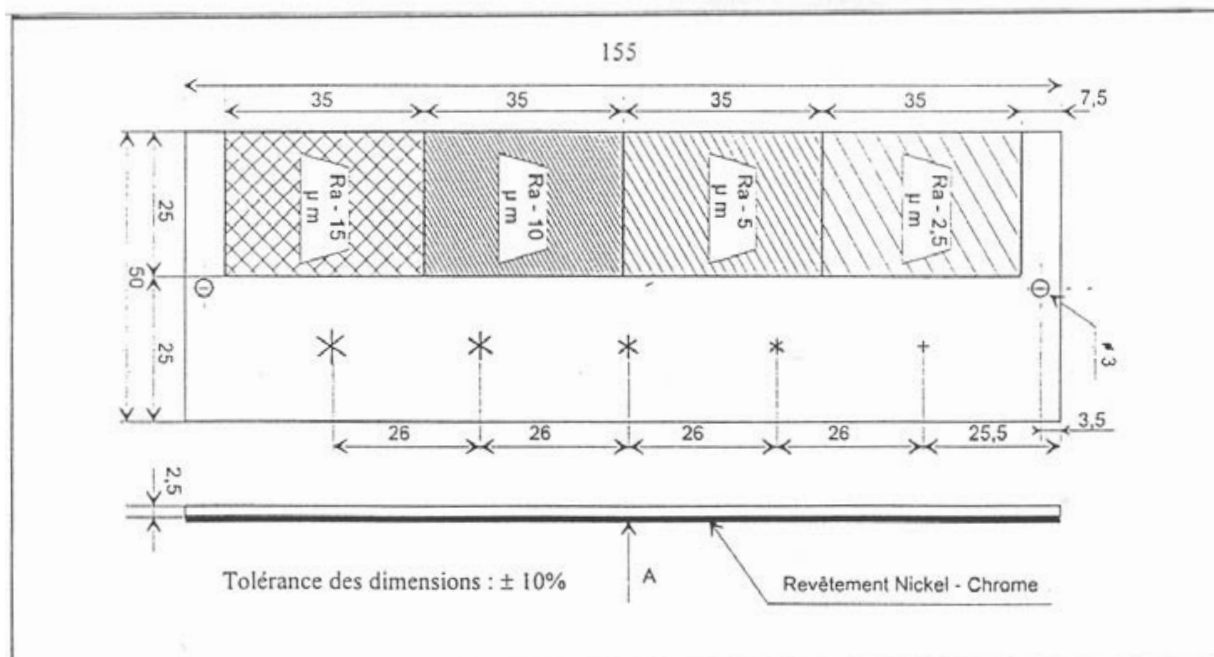 155
35
35
35
35
7,5
25
50
25
Ra - 15
µ m
Ra - 10
µ m
Ra - 5
µ m
Ra - 2,5
µ m
3
26
26
26
26
25,5
3,5
2,5
A
Tolérance des dimensions : ± 10%
Revêtement Nickel - Chrome